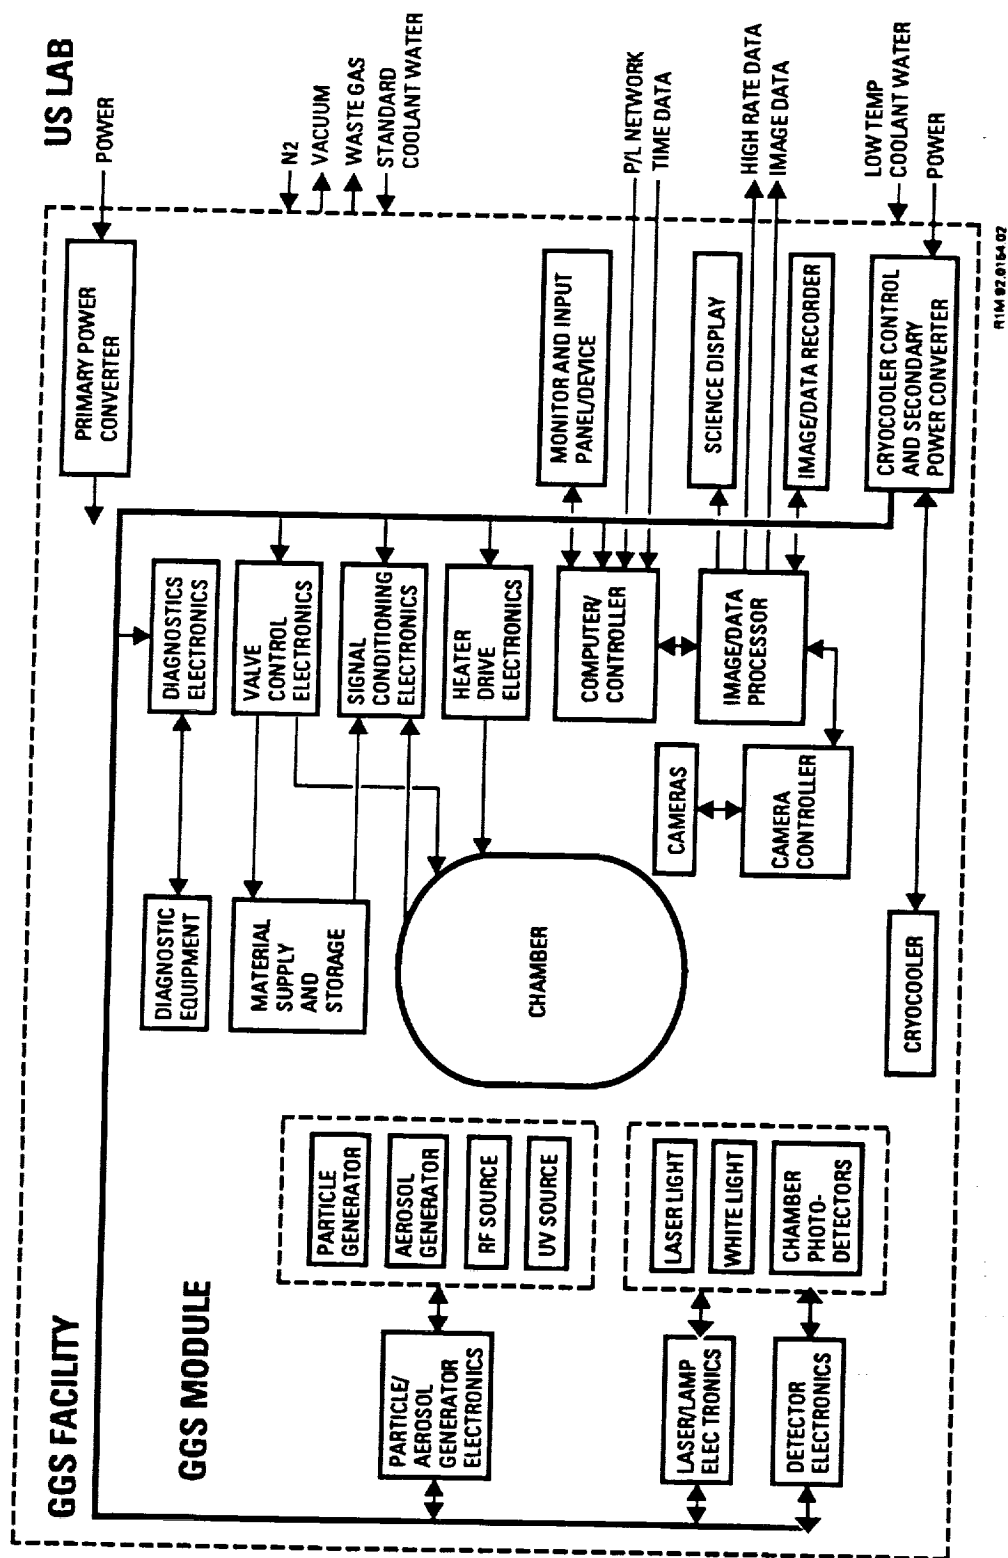 GGS FACILITY
US LAB
GGS MODULE
PRIMARY POWER
CONVERTER
POWER
N2
VACUUM
WASTE GAS
STANDARD
COOLANT WATER
P/L NETWORK
TIME DATA
HIGH RATE DATA
IMAGE DATA
LOW TEMP
COOLANT WATER
POWER
DIAGNOSTIC
EQUIPMENT
DIAGNOSTICS
ELECTRONICS
MATERIAL
SUPPLY
AND
STORAGE
VALVE
CONTROL
ELECTRONICS
SIGNAL
CONDITIONING
ELECTRONICS
HEATER
DRIVE
ELECTRONICS
PARTICLE/
AEROSOL
GENERATOR
ELECTRONICS
PARTICLE
GENERATOR
AEROSOL
GENERATOR
RF SOURCE
UV SOURCE
CHAMBER
COMPUTER/
CONTROLLER
MONITOR AND INPUT
PANEL/DEVICE
LASER/LAMP
ELEC TRONICS
LASER LIGHT
WHITE LIGHT
CHAMBER
PHOTO-
DETECTORS
DETECTOR
ELECTRONICS
CAMERAS
CAMERA
CONTROLLER
IMAGE/DATA
PROCESSOR
SCIENCE DISPLAY
IMAGE/DATA RECORDER
CRYOCOOLER
CRYOCOOLER CONTROL
AND SECONDARY
POWER CONVERTER
R1M 92.0154.02